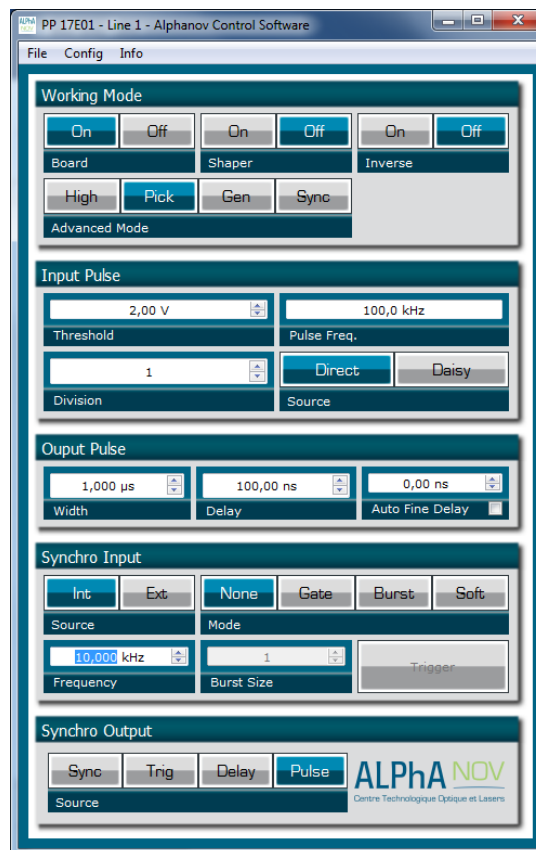 PP 17E01 - Line 1 - Alphanov Control Software
File Config Info
Working Mode
On Off On Off On Off
Board Shaper Inverse
High Pick Gen Sync
Advanced Mode
Input Pulse
2,00 V 100,0 kHz
Threshold Pulse Freq.
1 Direct Daisy
Division Source
Ouput Pulse
1,000 µs 100,00 ns 0,00 ns
Width Delay Auto Fine Delay
Synchro Input
Int Ext None Gate Burst Soft
Source Mode
10,000 kHz 1 Trigger
Frequency Burst Size
Synchro Output
Sync Trig Delay Pulse
Source
ALPhA NOV
Centre Technologique Optique et Lasers